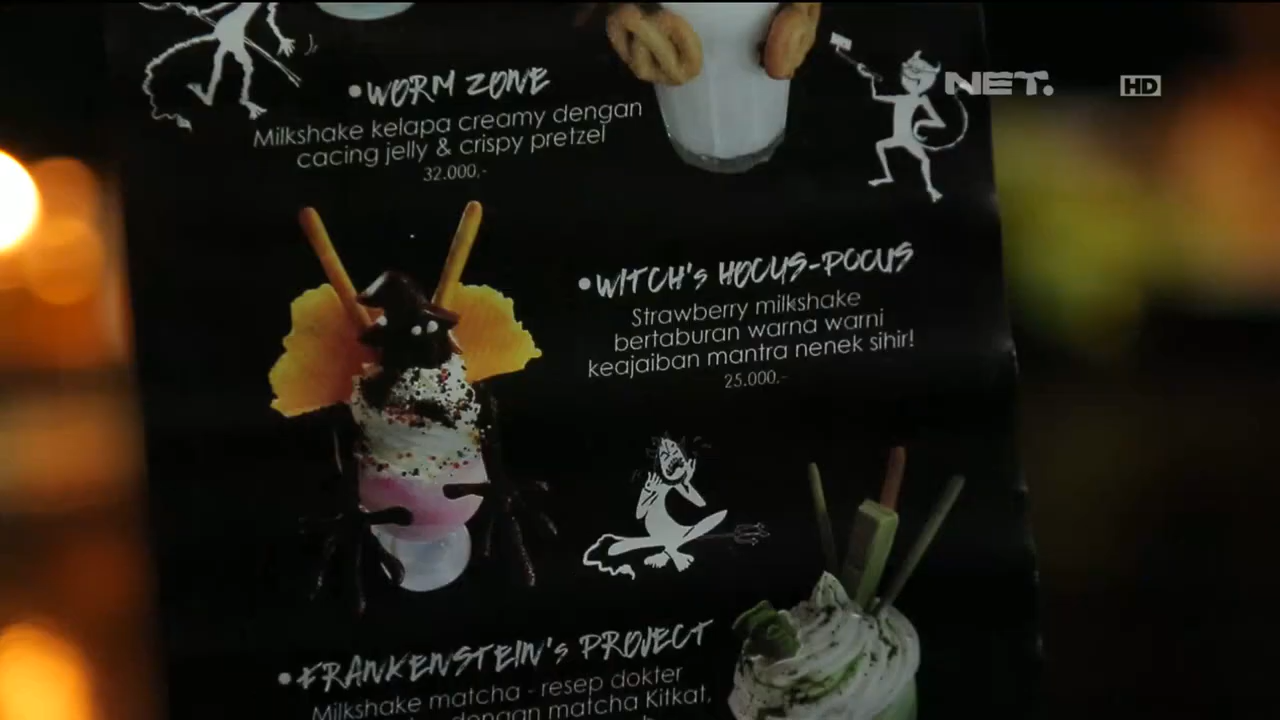 NET.
HD
•WORM ZONE
Milkshake kelapa creamy dengan
cacing jelly & crispy pretzel
32.000,-
•WITCH's HOCUS-POCUS
Strawberry milkshake
bertaburan warna warni
keajaiban mantra nenek sihir!
25.000,-
•FRANKENSTEIN's PROJECT
Milkshake matcha - resep dokter
dengan matcha Kitkat,